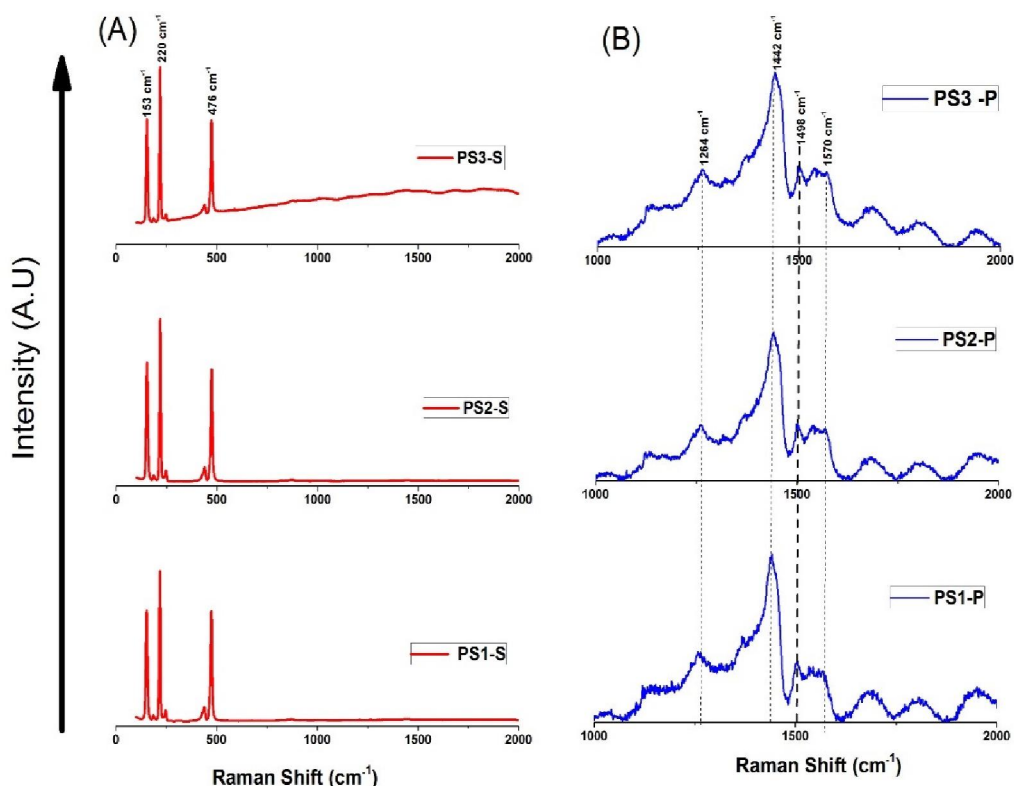 (A)
153 cm⁻¹
220 cm⁻¹
476 cm⁻¹
PS3-S
0 500 1000 1500 2000
PS2-S
0 500 1000 1500 2000
PS1-S
0 500 1000 1500 2000
Raman Shift (cm⁻¹)
Intensity (A.U)
(B)
1264 cm⁻¹
1442 cm⁻¹
1498 cm⁻¹
1570 cm⁻¹
PS3 -P
1000 1500 2000
PS2-P
1000 1500 2000
PS1-P
1000 1500 2000
Raman Shift (cm⁻¹)